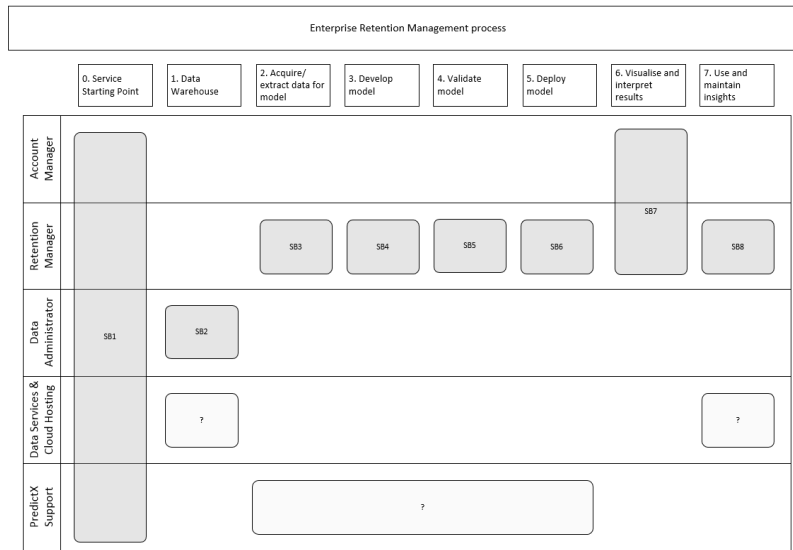 Enterprise Retention Management process
0. Service
Starting Point
1. Data
Warehouse
2. Acquire/
extract data for
model
3. Develop
model
4. Validate
model
5. Deploy
model
6. Visualise and
interpret
results
7. Use and
maintain
insights
Account
Manager
SB7
Retention
Manager
SB3
SB4
SB5
SB6
SB8
Data
Administrator
SB1
SB2
Data Services &
Cloud Hosting
?
?
PredictX
Support
?